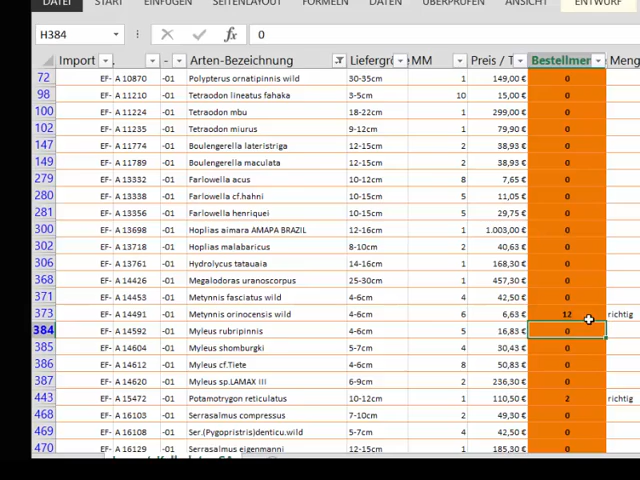 DATEI START EINFÜGEN SEITENLAYOUT FORMELN DATEN ÜBERPRÜFEN ANSICHT ENTWURF
H384 fx 0
Import . - Arten-Bezeichnung Liefergrö MM Preis / T Bestellmen Meng
72 EF- A 10870 -01 Polypterus ornatipinnis wild 30-35cm 1 149,00 € 0
98 EF- A 11210 -01 Tetraodon lineatus fahaka 3-5cm 10 15,00 € 0
100 EF- A 11224 -01 Tetraodon mbu 18-22cm 1 299,00 € 0
102 EF- A 11235 -01 Tetraodon miurus 9-12cm 1 79,90 € 0
147 EF- A 11774 -01 Boulengerella lateristriga 12-15cm 2 38,93 € 0
149 EF- A 11789 -01 Boulengerella maculata 12-15cm 2 38,93 € 0
279 EF- A 13332 -01 Farlowella acus 10-12cm 8 7,65 € 0
280 EF- A 13338 -01 Farlowella cf.hahni 10-15cm 5 11,05 € 0
281 EF- A 13356 -01 Farlowella henriquei 10-15cm 5 29,75 € 0
300 EF- A 13698 -01 Hoplias aimara AMAPA BRAZIL 12-16cm 1 1.003,00 € 0
302 EF- A 13718 -01 Hoplias malabaricus 8-10cm 2 40,63 € 0
306 EF- A 13761 -01 Hydrolycus tatauaia 14-16cm 1 168,30 € 0
368 EF- A 14426 -01 Megalodoras uranoscorpus 25-30cm 1 457,30 € 0
371 EF- A 14453 -01 Metynnis fasciatus wild 4-6cm 4 42,50 € 0
373 EF- A 14491 -01 Metynnis orinocensis wild 4-6cm 6 6,63 € 12 richtig
384 EF- A 14592 -01 Myleus rubripinnis 4-6cm 5 16,83 € 0
385 EF- A 14604 -01 Myleus shomburgki 5-7cm 4 30,43 € 0
386 EF- A 14612 -01 Myleus cf.Tiete 4-6cm 8 50,83 € 0
387 EF- A 14620 -01 Myleus sp.LAMAX III 6-9cm 2 236,30 € 0
443 EF- A 15472 -01 Potamotrygon reticulatus 10-12cm 1 110,50 € 2 richtig
468 EF- A 16103 -01 Serrasalmus compressus 7-10cm 2 49,30 € 0
469 EF- A 16108 -01 Ser.(Pygopristis)denticu.wild 5-7cm 4 42,50 € 0
470 EF- A 16129 -01 Serrasalmus eigenmanni 12-15cm 1 185,30 € 0